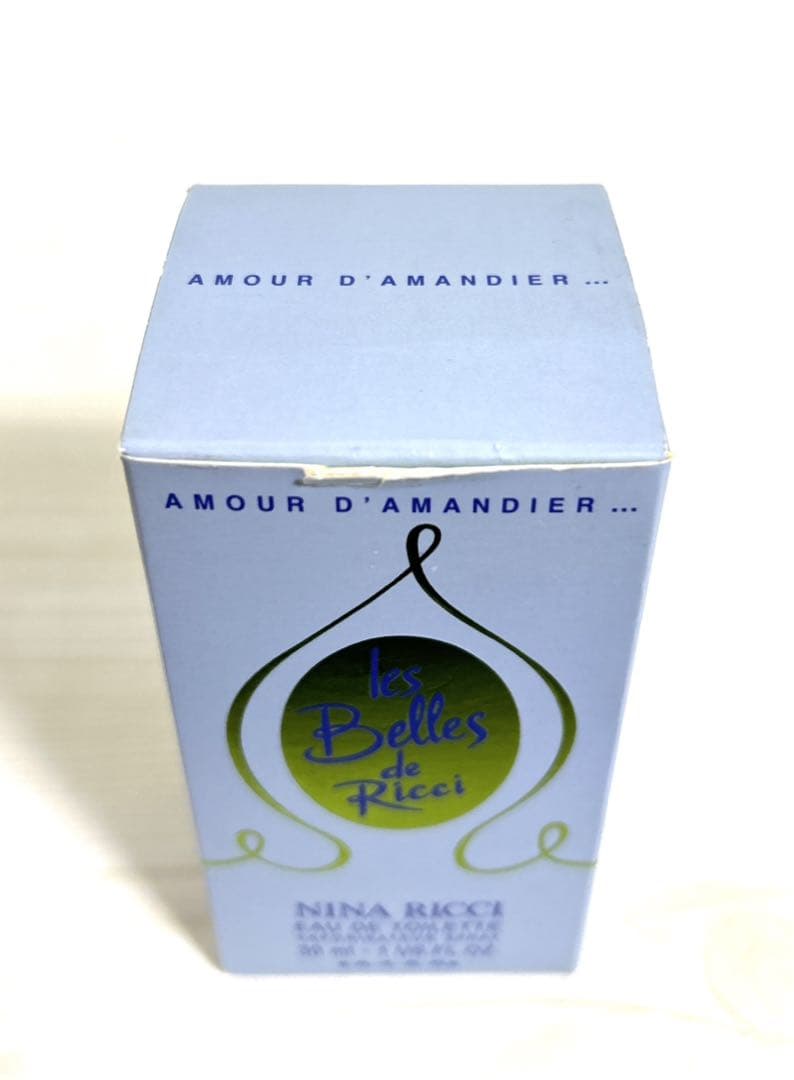 AMOUR D'AMANDIER...
AMOUR D'AMANDIER...
les
Belles
de
Ricci
NINA RICCI
EAU DE TOILETTE